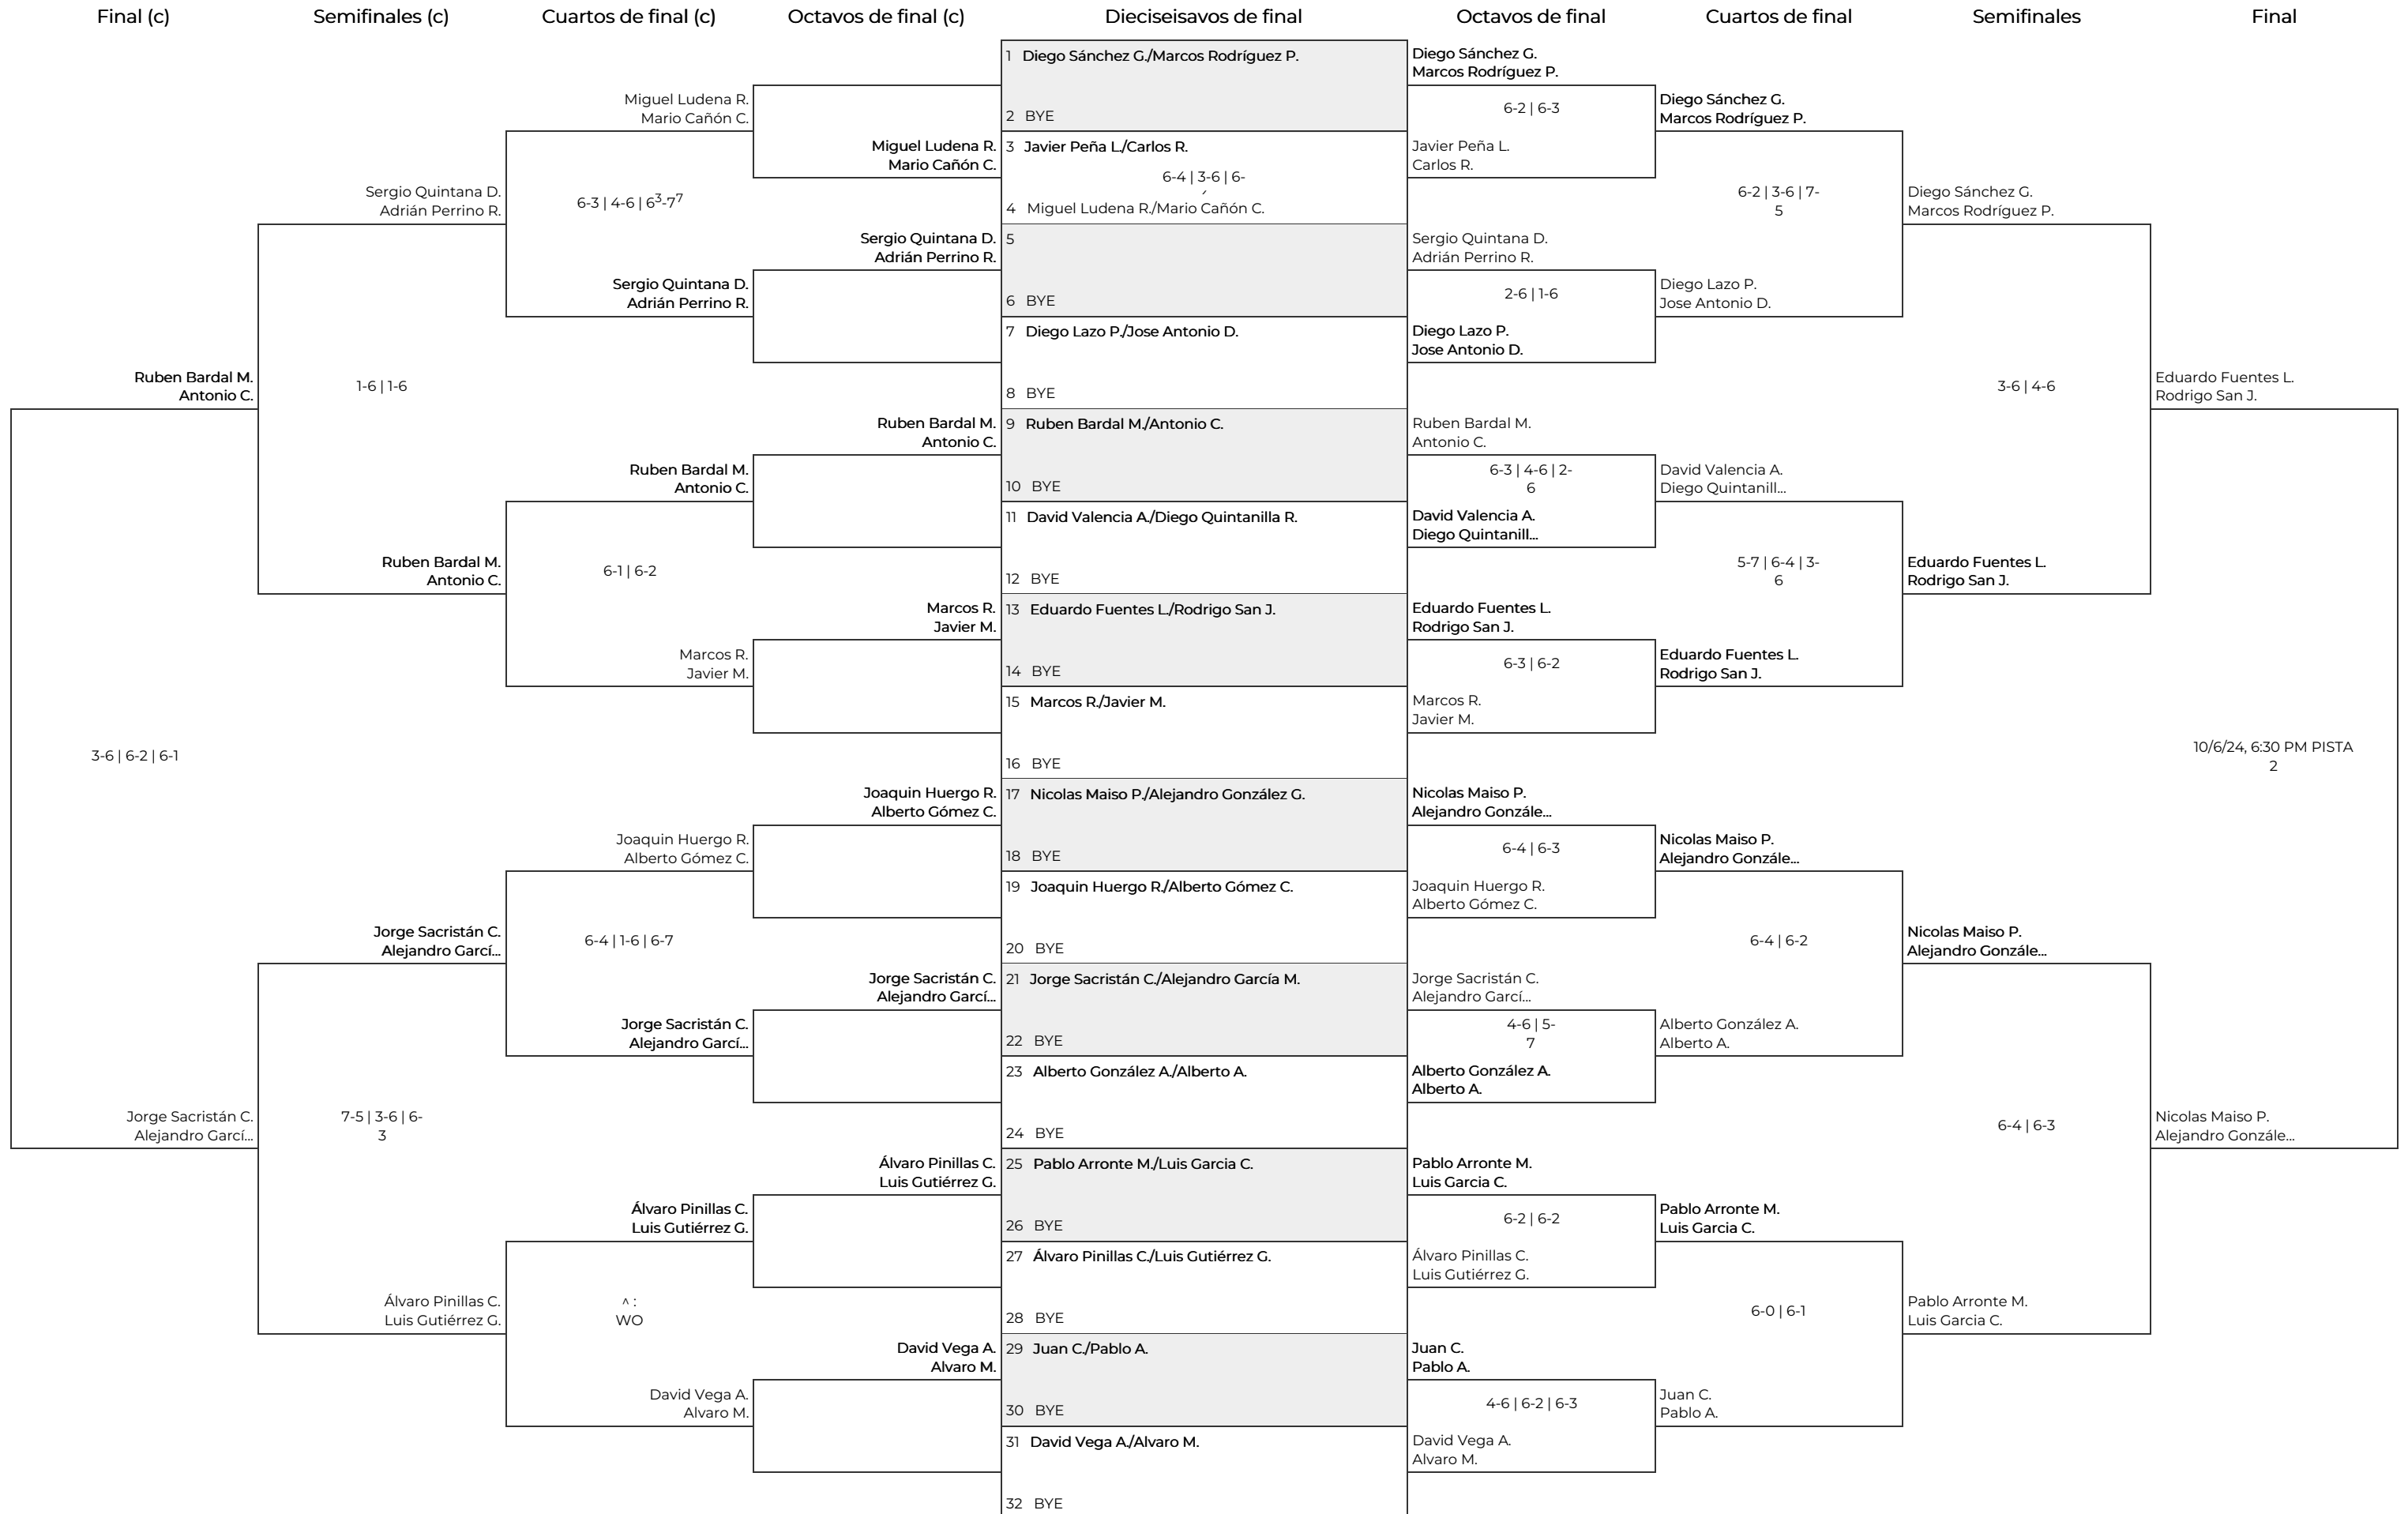 Final (c)
Semifinales (c)
Cuartos de final (c)
Octavos de final (c)
Dieciseisavos de final
Octavos de final
Cuartos de final
Semifinales
Final
Ruben Bardal M.
Antonio C.
3-6 | 6-2 | 6-1
Jorge Sacristán C.
Alejandro Garcí...
Sergio Quintana D.
Adrián Perrino R.
1-6 | 1-6
Ruben Bardal M.
Antonio C.
Jorge Sacristán C.
Alejandro Garcí...
7-5 | 3-6 | 6-
3
Álvaro Pinillas C.
Luis Gutiérrez G.
Miguel Ludena R.
Mario Cañón C.
6-3 | 4-6 | 6³-7⁷
Sergio Quintana D.
Adrián Perrino R.
Ruben Bardal M.
Antonio C.
6-1 | 6-2
Marcos R.
Javier M.
Joaquin Huergo R.
Alberto Gómez C.
6-4 | 1-6 | 6-7
Jorge Sacristán C.
Alejandro Garcí...
Álvaro Pinillas C.
Luis Gutiérrez G.
^ :
WO
David Vega A.
Alvaro M.
Miguel Ludena R.
Mario Cañón C.
Sergio Quintana D.
Adrián Perrino R.
Ruben Bardal M.
Antonio C.
Marcos R.
Javier M.
Joaquin Huergo R.
Alberto Gómez C.
Jorge Sacristán C.
Alejandro Garcí...
Álvaro Pinillas C.
Luis Gutiérrez G.
David Vega A.
Alvaro M.
1 Diego Sánchez G./Marcos Rodríguez P.
2 BYE
3 Javier Peña L./Carlos R.
6-4 | 3-6 | 6-
4 Miguel Ludena R./Mario Cañón C.
5
6 BYE
7 Diego Lazo P./Jose Antonio D.
8 BYE
9 Ruben Bardal M./Antonio C.
10 BYE
11 David Valencia A./Diego Quintanilla R.
12 BYE
13 Eduardo Fuentes L./Rodrigo San J.
14 BYE
15 Marcos R./Javier M.
16 BYE
17 Nicolas Maiso P./Alejandro González G.
18 BYE
19 Joaquin Huergo R./Alberto Gómez C.
20 BYE
21 Jorge Sacristán C./Alejandro García M.
22 BYE
23 Alberto González A./Alberto A.
24 BYE
25 Pablo Arronte M./Luis Garcia C.
26 BYE
27 Álvaro Pinillas C./Luis Gutiérrez G.
28 BYE
29 Juan C./Pablo A.
30 BYE
31 David Vega A./Alvaro M.
32 BYE
Diego Sánchez G.
Marcos Rodríguez P.
6-2 | 6-3
Javier Peña L.
Carlos R.
Sergio Quintana D.
Adrián Perrino R.
2-6 | 1-6
Diego Lazo P.
Jose Antonio D.
Ruben Bardal M.
Antonio C.
6-3 | 4-6 | 2-
6
David Valencia A.
Diego Quintanill...
Eduardo Fuentes L.
Rodrigo San J.
6-3 | 6-2
Marcos R.
Javier M.
Nicolas Maiso P.
Alejandro Gonzále...
6-4 | 6-3
Joaquin Huergo R.
Alberto Gómez C.
Jorge Sacristán C.
Alejandro Garcí...
4-6 | 5-
7
Alberto González A.
Alberto A.
Pablo Arronte M.
Luis Garcia C.
6-2 | 6-2
Álvaro Pinillas C.
Luis Gutiérrez G.
Juan C.
Pablo A.
4-6 | 6-2 | 6-3
David Vega A.
Alvaro M.
Diego Sánchez G.
Marcos Rodríguez P.
6-2 | 3-6 | 7-
5
Diego Lazo P.
Jose Antonio D.
David Valencia A.
Diego Quintanill...
5-7 | 6-4 | 3-
6
Eduardo Fuentes L.
Rodrigo San J.
Nicolas Maiso P.
Alejandro Gonzále...
6-4 | 6-2
Alberto González A.
Alberto A.
Pablo Arronte M.
Luis Garcia C.
6-0 | 6-1
Juan C.
Pablo A.
Diego Sánchez G.
Marcos Rodríguez P.
3-6 | 4-6
Eduardo Fuentes L.
Rodrigo San J.
Nicolas Maiso P.
Alejandro Gonzále...
6-4 | 6-3
Pablo Arronte M.
Luis Garcia C.
Eduardo Fuentes L.
Rodrigo San J.
10/6/24, 6:30 PM PISTA
2
Nicolas Maiso P.
Alejandro Gonzále...